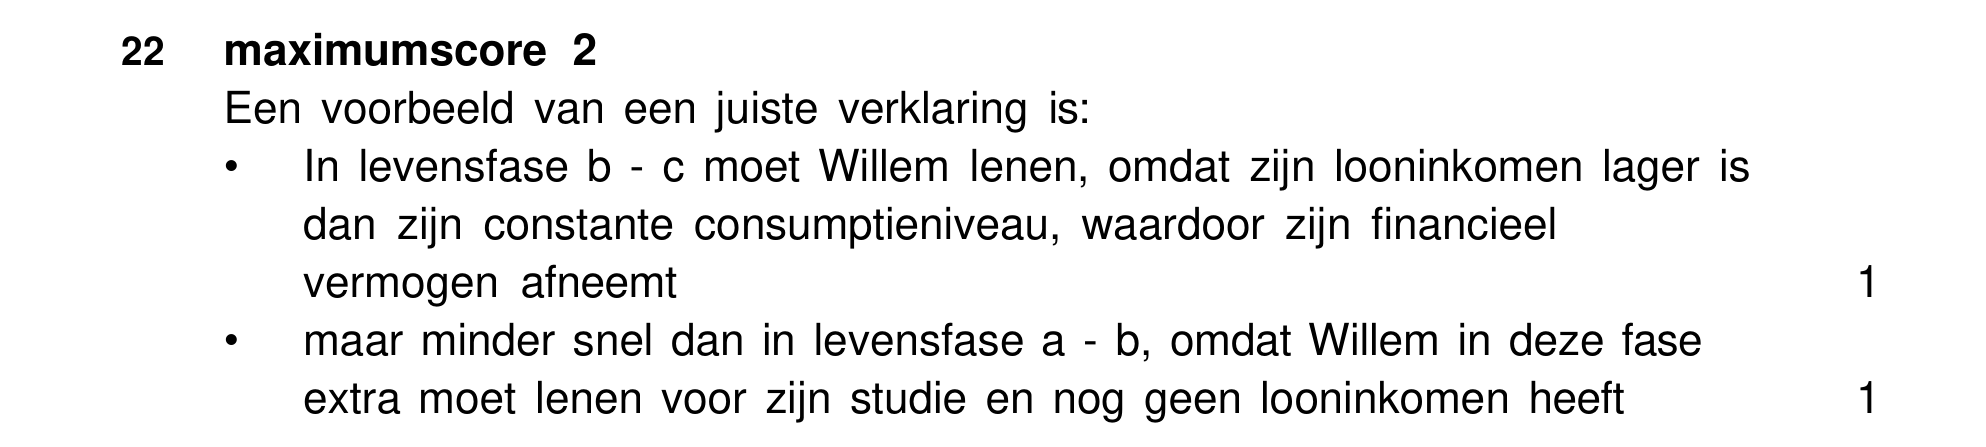 22 maximumscore 2
Een voorbeeld van een juiste verklaring is:
• In levensfase b - c moet Willem lenen, omdat zijn looninkomen lager is
dan zijn constante consumptieniveau, waardoor zijn financieel
vermogen afneemt 1
• maar minder snel dan in levensfase a - b, omdat Willem in deze fase
extra moet lenen voor zijn studie en nog geen looninkomen heeft 1